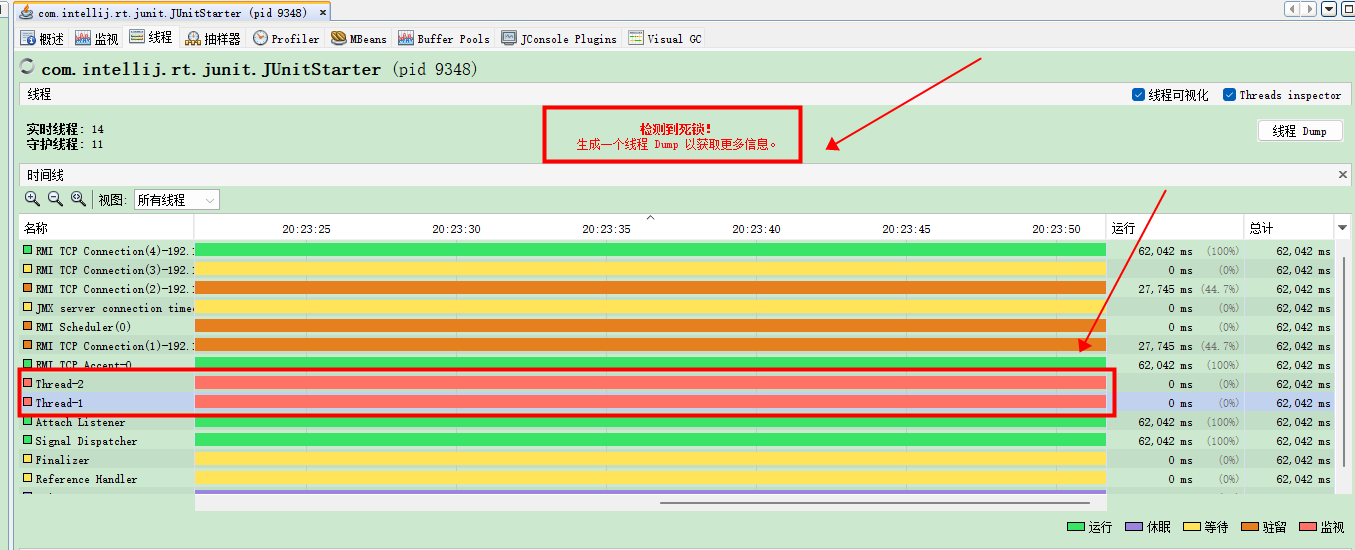 com.intellij.rt.junit.JUnitStarter (pid 9348)
概述 监视 线程 抽样器 Profiler MBeans Buffer Pools JConsole Plugins Visual GC
com.intellij.rt.junit.JUnitStarter (pid 9348)
线程 线程可视化 Threads inspector
实时线程: 14
守护线程: 11
检测到死锁!
生成一个线程 Dump 以获取更多信息。
线程 Dump
时间线
视图: 所有线程
名称 20:23:25 20:23:30 20:23:35 20:23:40 20:23:45 20:23:50 运行 总计
RMI TCP Connection(4)-192. 62,042 ms (100%) 62,042 ms
RMI TCP Connection(3)-192. 0 ms (0%) 62,042 ms
RMI TCP Connection(2)-192. 27,745 ms (44.7%) 62,042 ms
JMX server connection time 0 ms (0%) 62,042 ms
RMI Scheduler(0) 0 ms (0%) 62,042 ms
RMI TCP Connection(1)-192. 27,745 ms (44.7%) 62,042 ms
RMI TCP Accept-0 62,042 ms (100%) 62,042 ms
Thread-2 0 ms (0%) 62,042 ms
Thread-1 0 ms (0%) 62,042 ms
Attach Listener 62,042 ms (100%) 62,042 ms
Signal Dispatcher 62,042 ms (100%) 62,042 ms
Finalizer 0 ms (0%) 62,042 ms
Reference Handler 0 ms (0%) 62,042 ms
运行 休眠 等待 驻留 监视